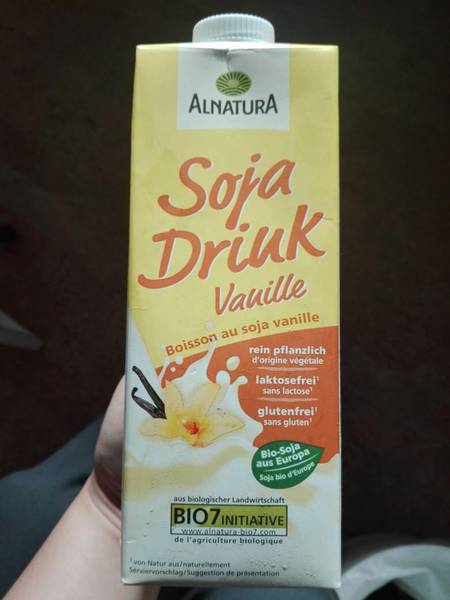 ALNATURA
Soja
Drink
Vanille
Boisson au soja vanille
rein pflanzlich
d'origine végétale
laktosefrei¹
sans lactose¹
glutenfrei¹
sans gluten¹
Bio-Soja
aus Europa
Soja bio d'Europe
aus biologischer Landwirtschaft
BIO7 INITIATIVE
www.alnatura-bio7.com
de l'agriculture biologique
¹ von Natur aus/naturellement
Serviervorschlag/Suggestion de présentation